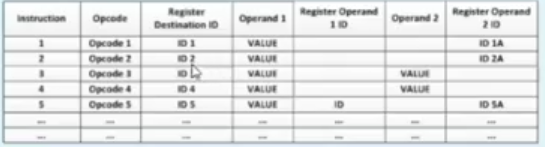 Instruction Opcode Register Destination ID Operand 1 Register Operand 1 ID Operand 2 Register Operand 2 ID
1 Opcode 1 ID 1 VALUE ID 1A
2 Opcode 2 ID 2 VALUE ID 2A
3 Opcode 3 ID VALUE VALUE
4 Opcode 4 ID 4 VALUE VALUE
5 Opcode 5 ID 5 VALUE ID ID 5A
... ... ... ... ... ... ...
... ... ... ... ... ... ...